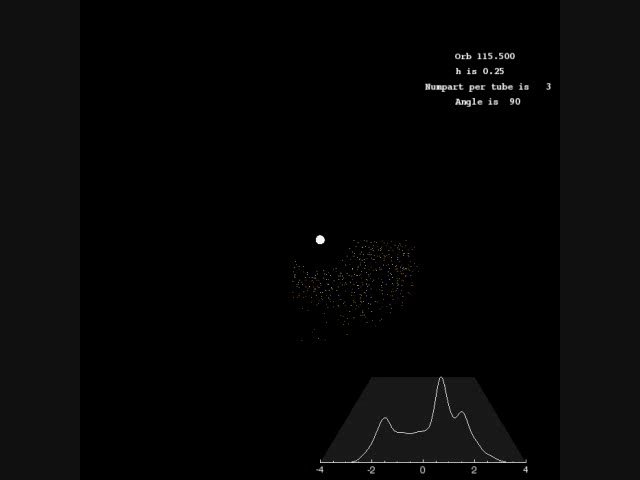 Orb 115.500
h is 0.25
Numpart per tube is 3
Angle is 90
-4 -2 0 2 4